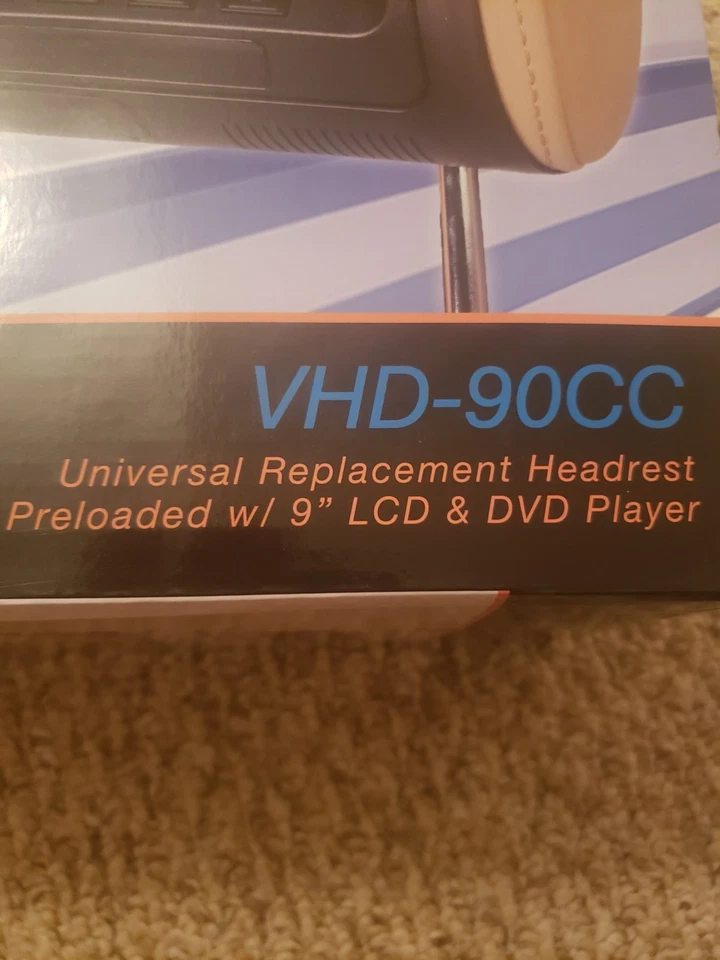 VHD-90CC
Universal Replacement Headrest
Preloaded w/ 9” LCD & DVD Player